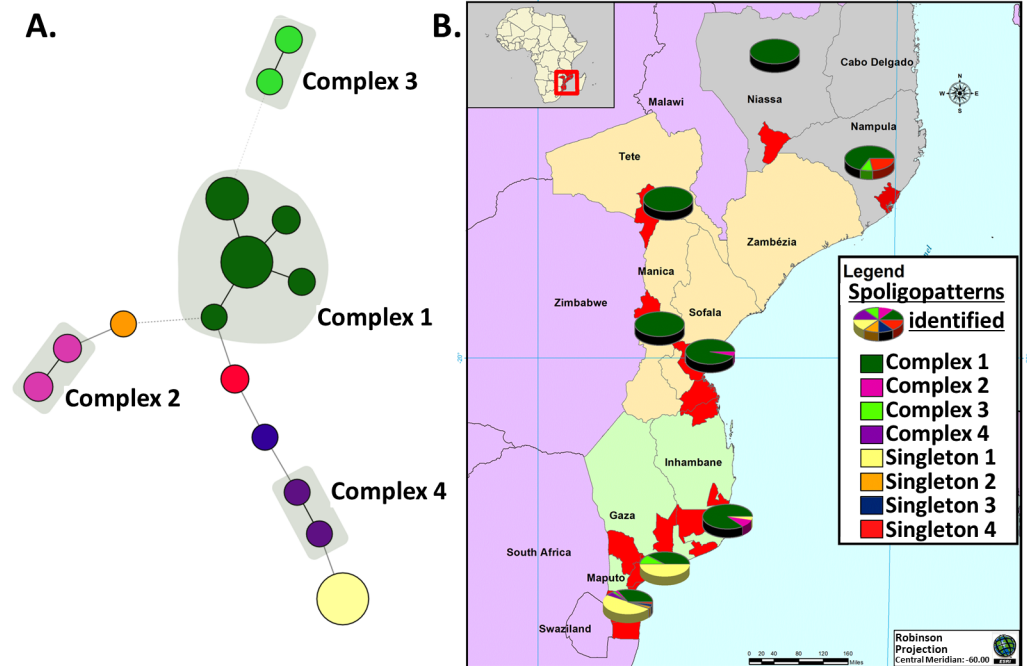 A.
Complex 3
Complex 1
Complex 2
Complex 4
B.
Cabo Delgado
Niassa
Malawi
Nampula
Tete
Zambézia
Manica
Zimbabwe
Sofala
Inhambane
Gaza
South Africa
Maputo
Swaziland
N
W E
S
Legend
Spoligopatterns
identified
Complex 1
Complex 2
Complex 3
Complex 4
Singleton 1
Singleton 2
Singleton 3
Singleton 4
0 20 40 80 120 160
Miles
Robinson
Projection
Central Meridian: -60.00
ESRI